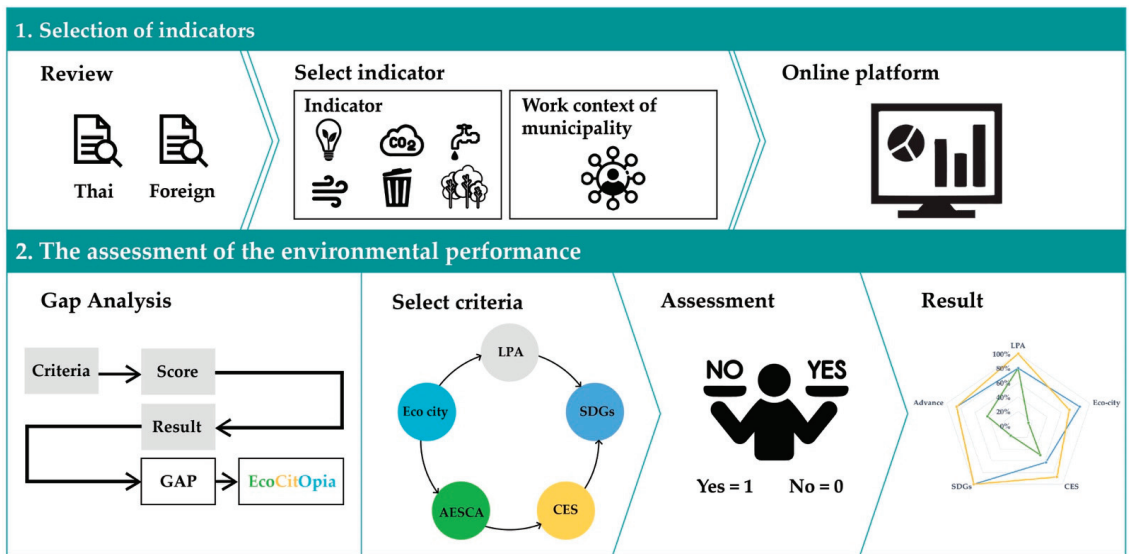 1. Selection of indicators
Review
Thai
Foreign
Select indicator
Indicator
CO2
Work context of
municipality
Online platform
2. The assessment of the environmental performance
Gap Analysis
Criteria
Score
Result
GAP
EcoCitOpia
Select criteria
LPA
Eco city
SDGs
AESCA
CES
Assessment
NO
YES
Yes = 1
No = 0
Result
LPA
100%
80%
60%
40%
20%
0%
Advance
Eco-city
SDGs
CES